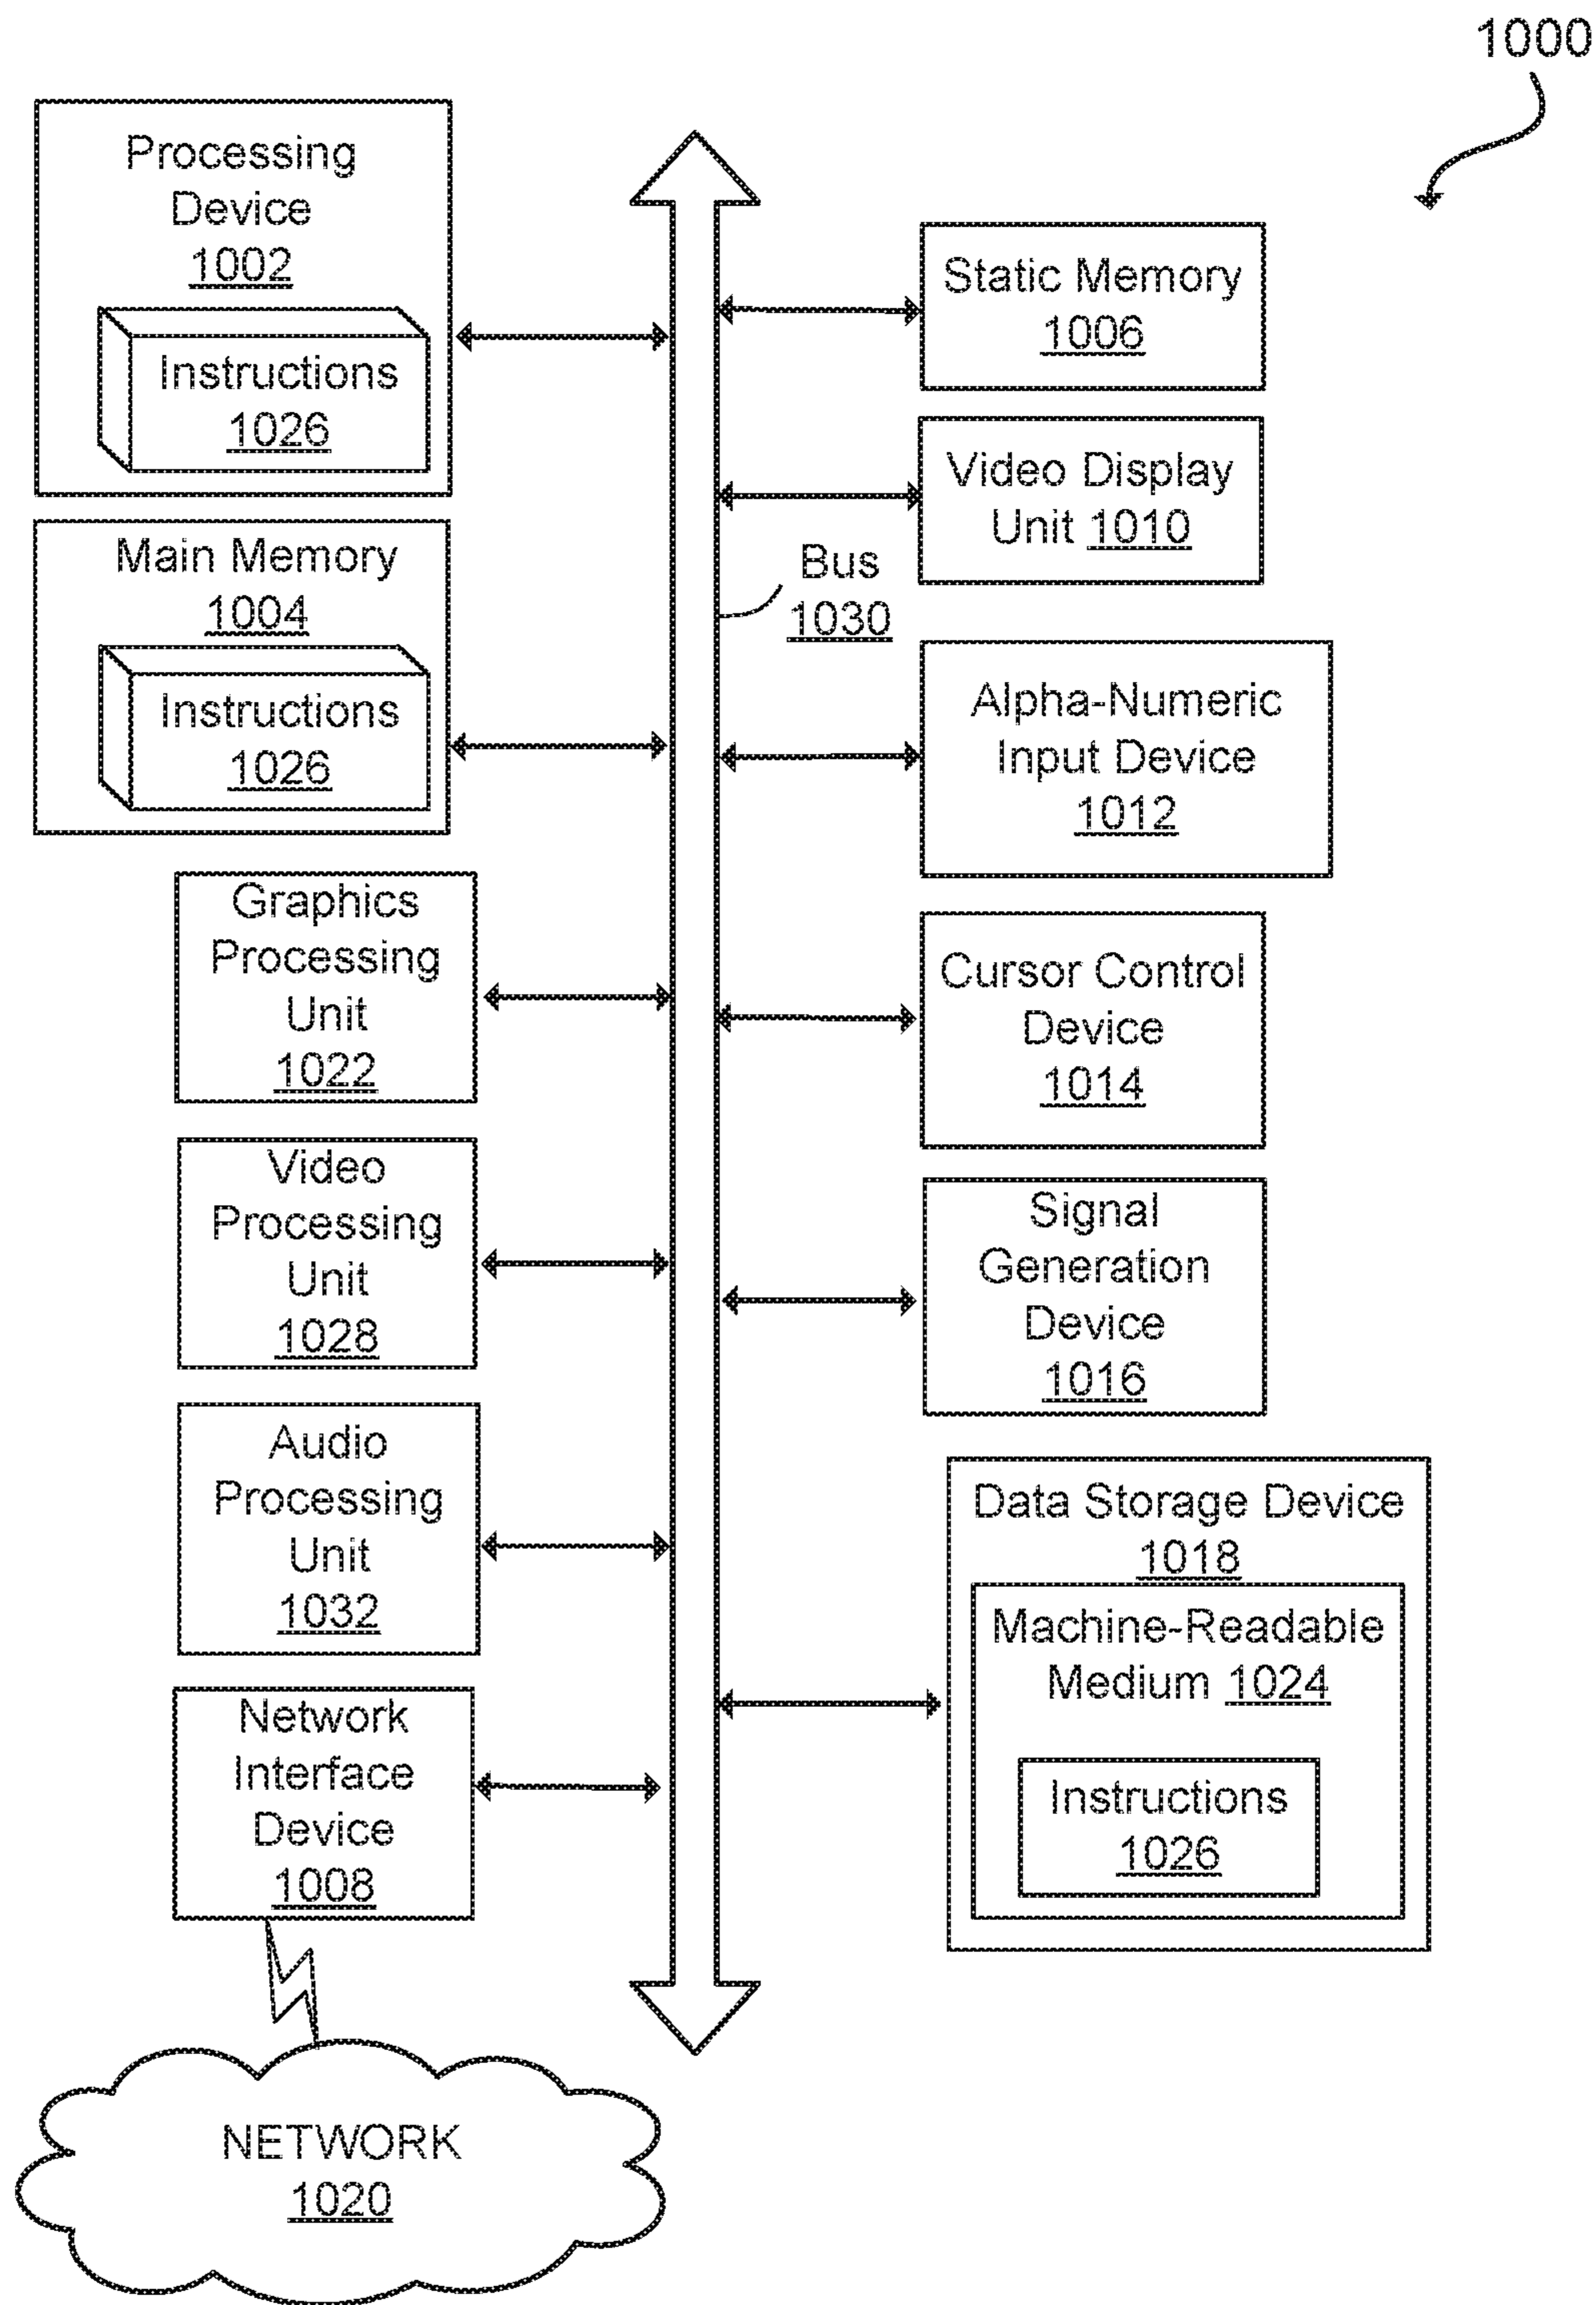 1000
Processing
Device
1002
Instructions
1026
Main Memory
1004
Instructions
1026
Graphics
Processing
Unit
1022
Video
Processing
Unit
1028
Audio
Processing
Unit
1032
Network
Interface
Device
1008
NETWORK
1020
Bus
1030
Static Memory
1006
Video Display
Unit 1010
Alpha-Numeric
Input Device
1012
Cursor Control
Device
1014
Signal
Generation
Device
1016
Data Storage Device
1018
Machine-Readable
Medium 1024
Instructions
1026